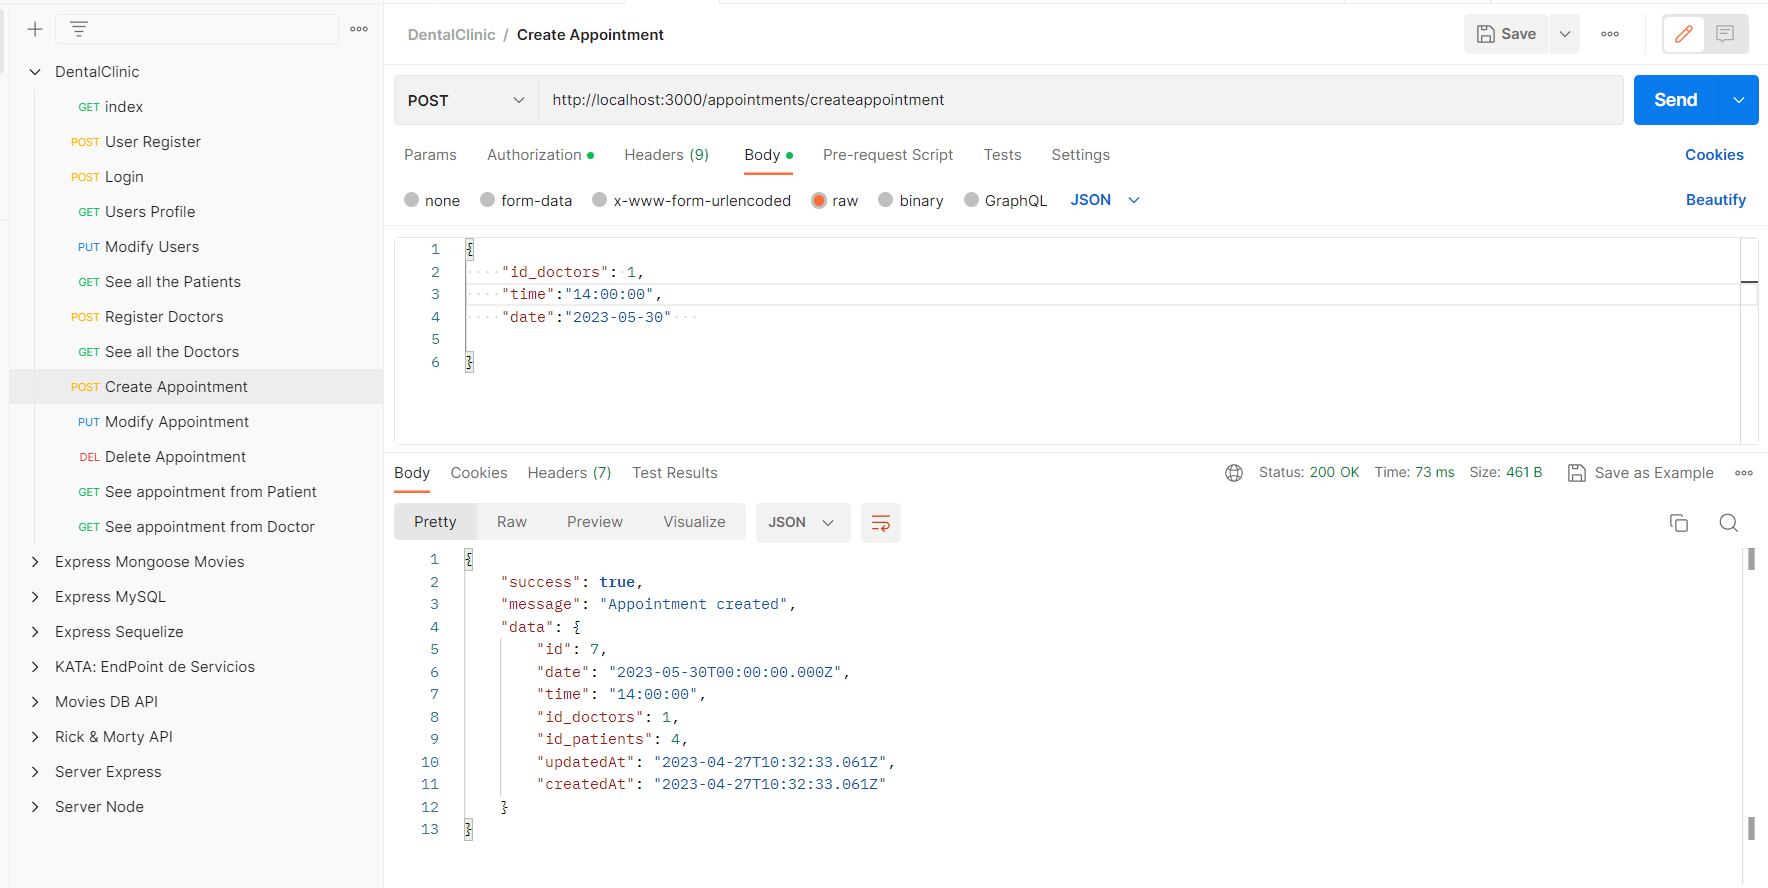 DentalClinic
GET index
POST User Register
POST Login
GET Users Profile
PUT Modify Users
GET See all the Patients
POST Register Doctors
GET See all the Doctors
POST Create Appointment
PUT Modify Appointment
DEL Delete Appointment
GET See appointment from Patient
GET See appointment from Doctor
Express Mongoose Movies
Express MySQL
Express Sequelize
KATA: EndPoint de Servicios
Movies DB API
Rick & Morty API
Server Express
Server Node
DentalClinic / Create Appointment
Save
POST http://localhost:3000/appointments/createappointment Send
Params Authorization Headers (9) Body Pre-request Script Tests Settings Cookies
none form-data x-www-form-urlencoded raw binary GraphQL JSON Beautify
1 {
2 "id_doctors": 1,
3 "time":"14:00:00",
4 "date":"2023-05-30"
5
6 }
Body Cookies Headers (7) Test Results Status: 200 OK Time: 73 ms Size: 461 B Save as Example
Pretty Raw Preview Visualize JSON
1 {
2 "success": true,
3 "message": "Appointment created",
4 "data": {
5 "id": 7,
6 "date": "2023-05-30T00:00:00.000Z",
7 "time": "14:00:00",
8 "id_doctors": 1,
9 "id_patients": 4,
10 "updatedAt": "2023-04-27T10:32:33.061Z",
11 "createdAt": "2023-04-27T10:32:33.061Z"
12 }
13 }